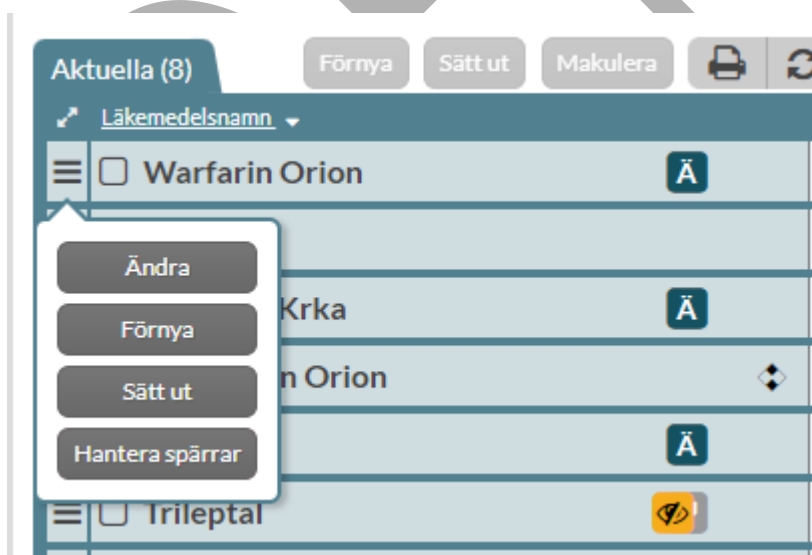 Aktuella (8) Förnya Sätt ut Makulera
Läkemedelsnamn
Warfarin Orion Ä
Ändra
Krka Ä
Förnya
n Orion
Sätt ut
Ä
Hantera spärrar
Trileptal